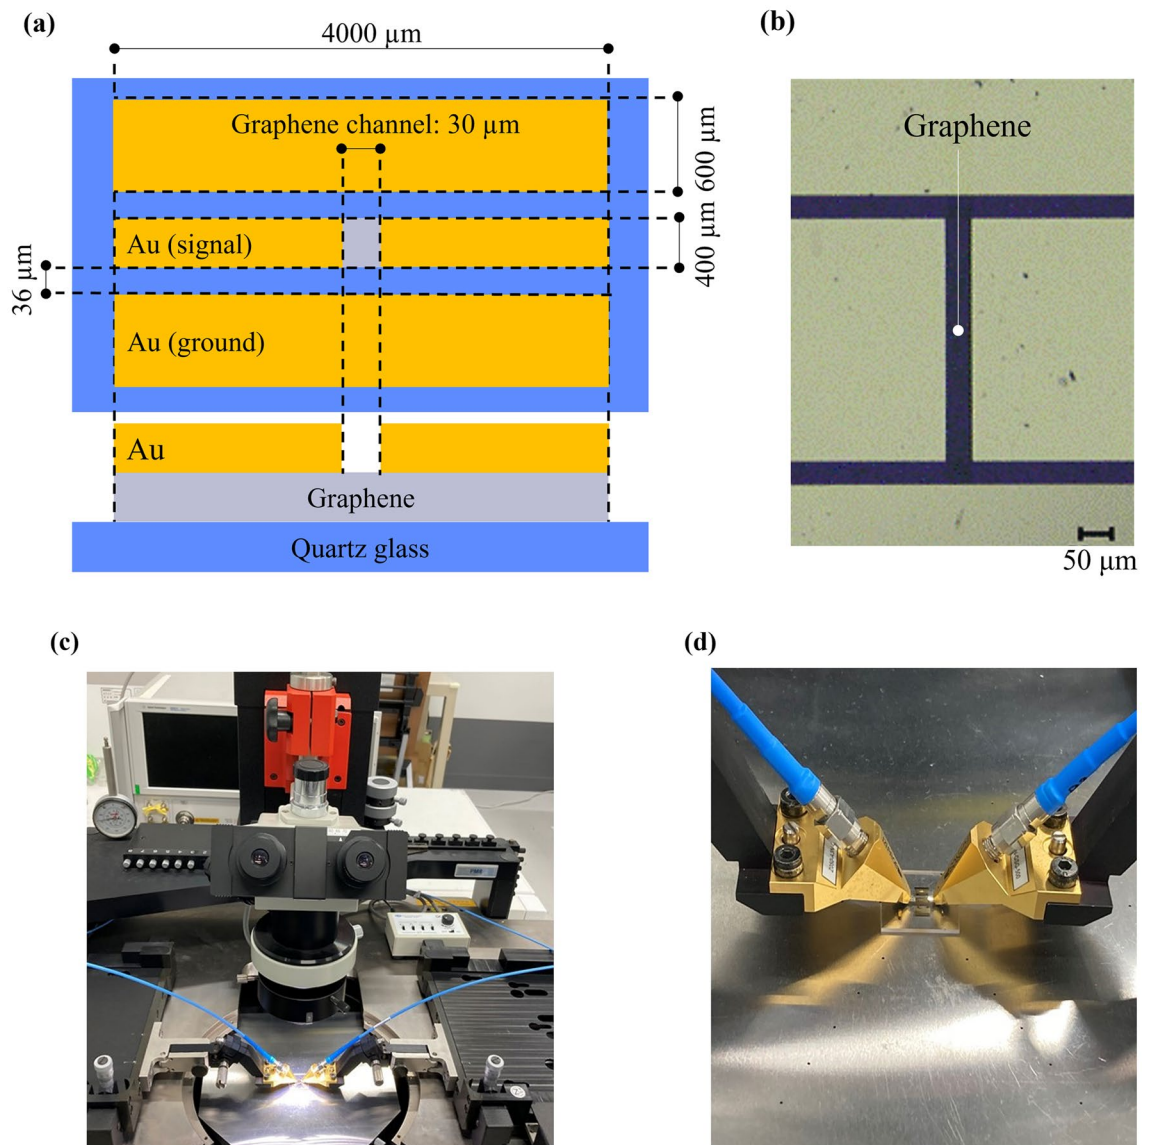 (a)
4000 µm
Graphene channel: 30 µm
600 µm
Au (signal)
400 µm
36 µm
Au (ground)
Au
Graphene
Quartz glass
(b)
Graphene
50 µm
(c)
(d)